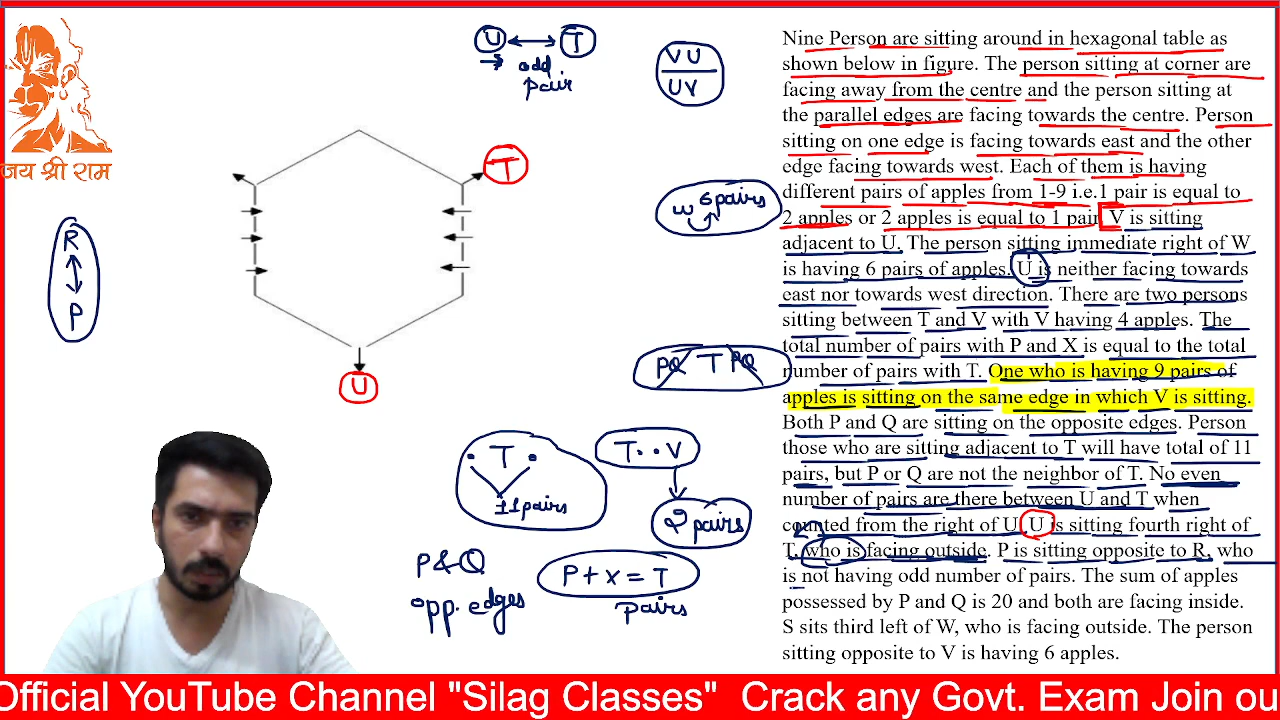 जय श्री राम
U ↔ T
odd
pair
VU
UV
T
w 6 pairs
R
P
U
PQ T PQ
T
11 pairs
T . . V
2 pairs
P & Q
opp. edges
P + x = T
pairs
Nine Person are sitting around in hexagonal table as
shown below in figure. The person sitting at corner are
facing away from the centre and the person sitting at
the parallel edges are facing towards the centre. Person
sitting on one edge is facing towards east and the other
edge facing towards west. Each of them is having
different pairs of apples from 1-9 i.e.1 pair is equal to
2 apples or 2 apples is equal to 1 pair. V is sitting
adjacent to U. The person sitting immediate right of W
is having 6 pairs of apples. U is neither facing towards
east nor towards west direction. There are two persons
sitting between T and V with V having 4 apples. The
total number of pairs with P and X is equal to the total
number of pairs with T. One who is having 9 pairs of
apples is sitting on the same edge in which V is sitting.
Both P and Q are sitting on the opposite edges. Person
those who are sitting adjacent to T will have total of 11
pairs, but P or Q are not the neighbor of T. No even
number of pairs are there between U and T when
counted from the right of U. U is sitting fourth right of
T, who is facing outside. P is sitting opposite to R, who
is not having odd number of pairs. The sum of apples
possessed by P and Q is 20 and both are facing inside.
S sits third left of W, who is facing outside. The person
sitting opposite to V is having 6 apples.
Official YouTube Channel "Silag Classes" Crack any Govt. Exam Join ou